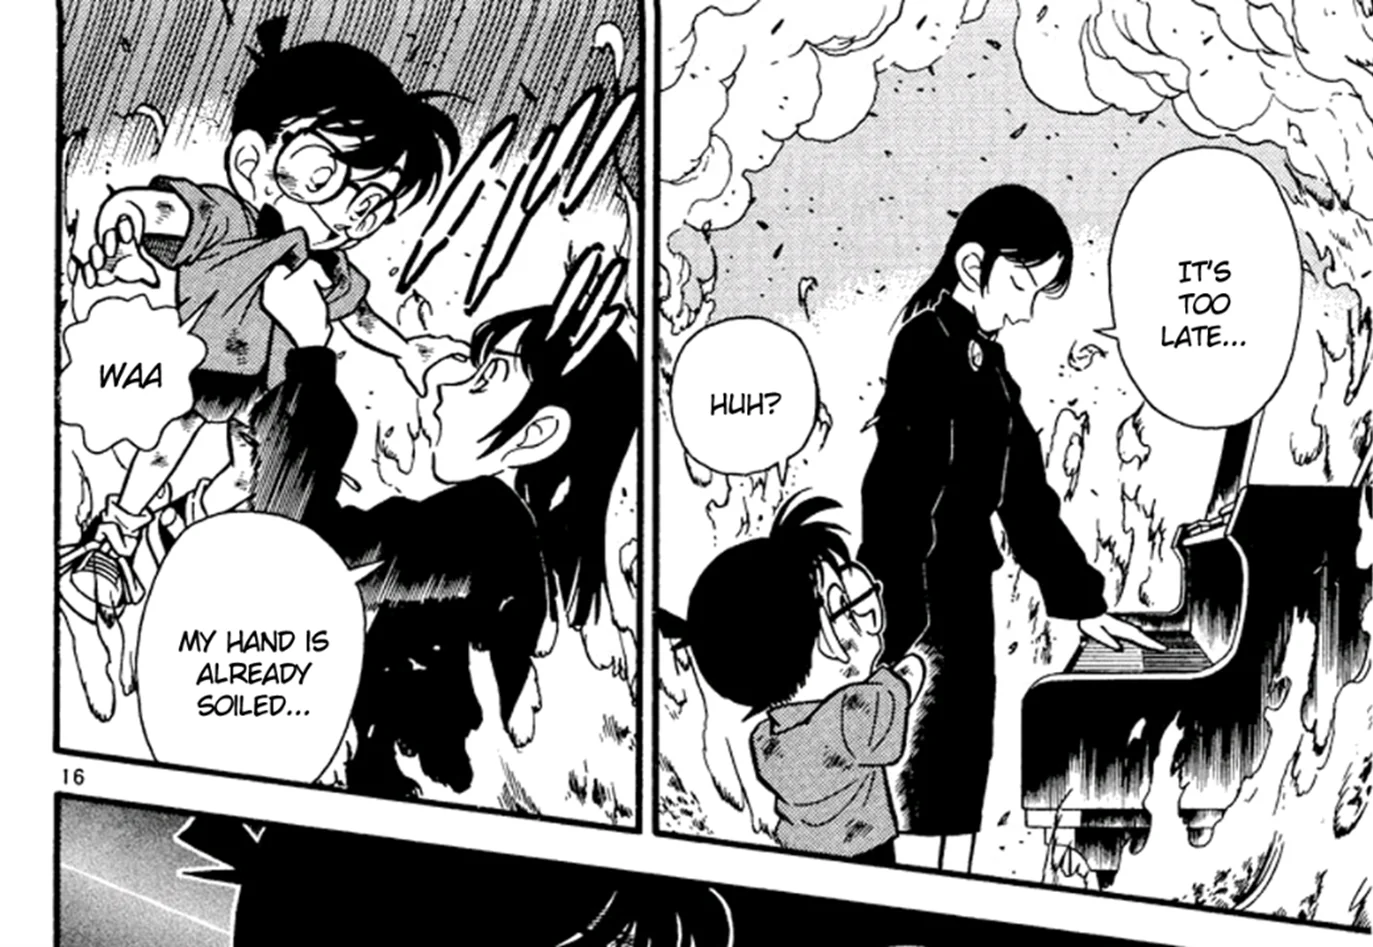 IT'S
TOO
LATE...
HUH?
WAA
MY HAND IS
ALREADY
SOILED...
16